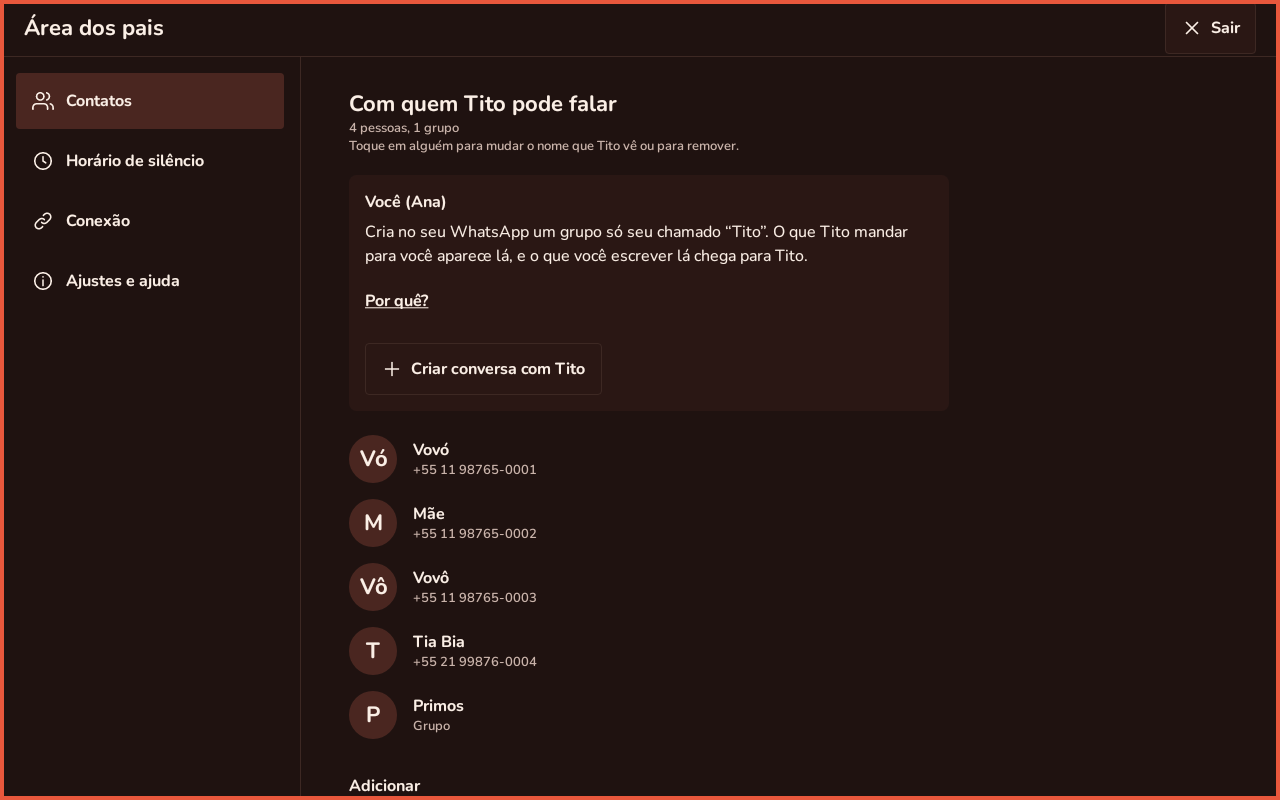 Área dos pais
Sair
Contatos
Horário de silêncio
Conexão
Ajustes e ajuda
Com quem Tito pode falar
4 pessoas, 1 grupo
Toque em alguém para mudar o nome que Tito vê ou para remover.
Você (Ana)
Cria no seu WhatsApp um grupo só seu chamado “Tito”. O que Tito mandar
para você aparece lá, e o que você escrever lá chega para Tito.
Por quê?
Criar conversa com Tito
Vó
Vovó
+55 11 98765-0001
M
Mãe
+55 11 98765-0002
Vô
Vovô
+55 11 98765-0003
T
Tia Bia
+55 21 99876-0004
P
Primos
Grupo
Adicionar